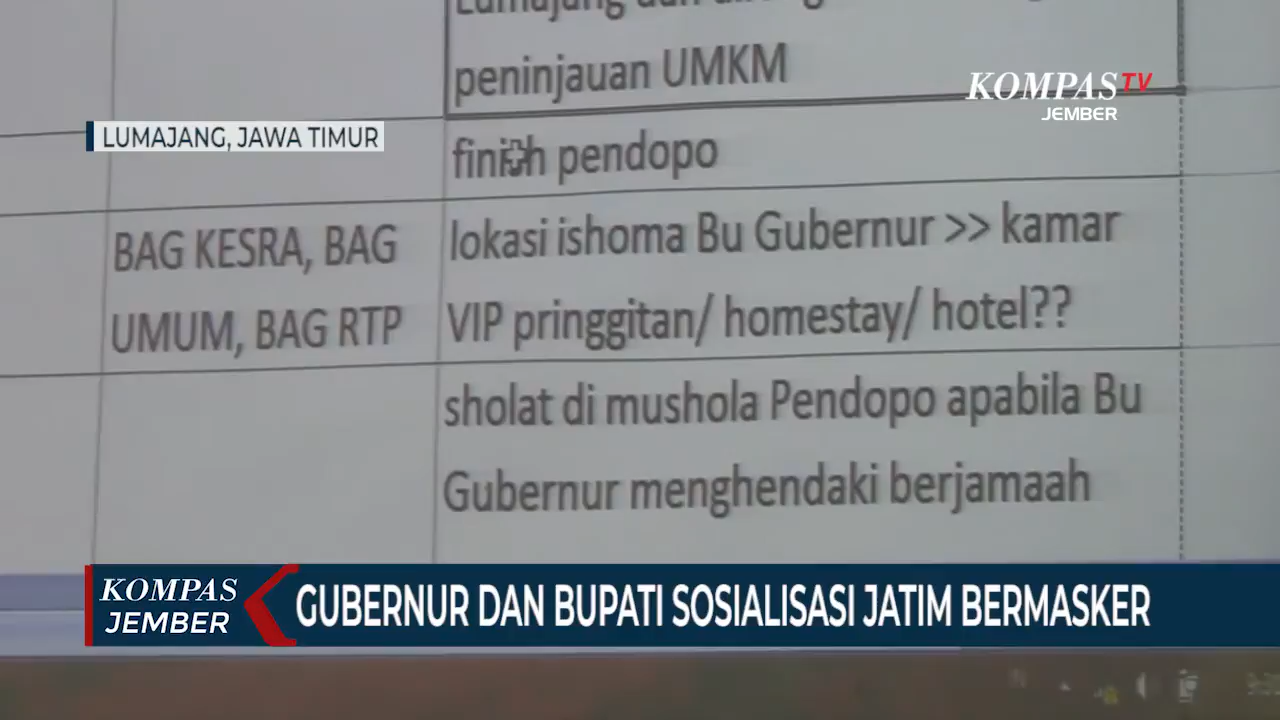 peninjauan UMKM
KOMPAS TV
JEMBER
LUMAJANG, JAWA TIMUR
finish pendopo
BAG KESRA, BAG
UMUM, BAG RTP
lokasi ishoma Bu Gubernur >> kamar
VIP pringgitan/ homestay/ hotel??
sholat di mushola Pendopo apabila Bu
Gubernur menghendaki berjamaah
KOMPAS
JEMBER
GUBERNUR DAN BUPATI SOSIALISASI JATIM BERMASKER